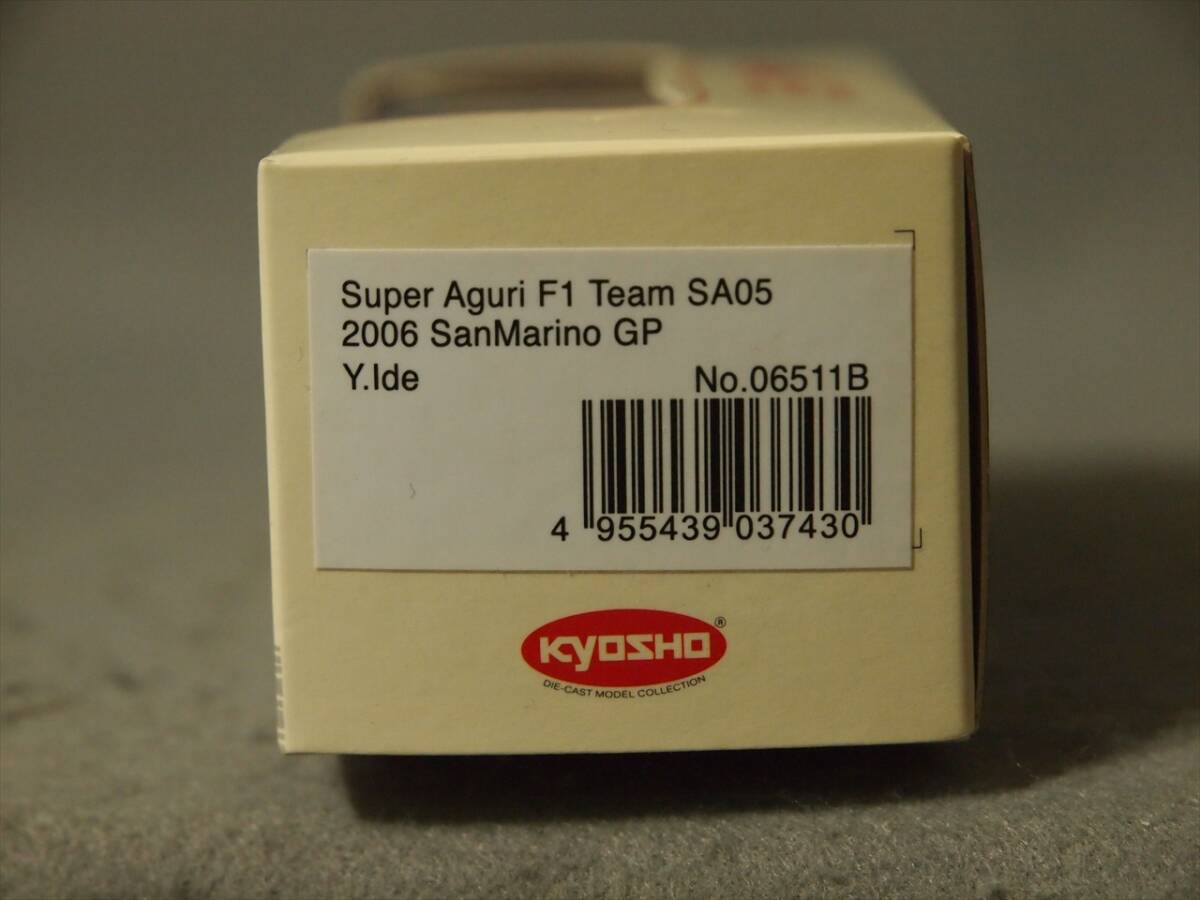 Super Aguri F1 Team SA05
2006 SanMarino GP
Y.Ide No.06511B
4 955439 037430
KYOSHO®
DIE-CAST MODEL COLLECTION